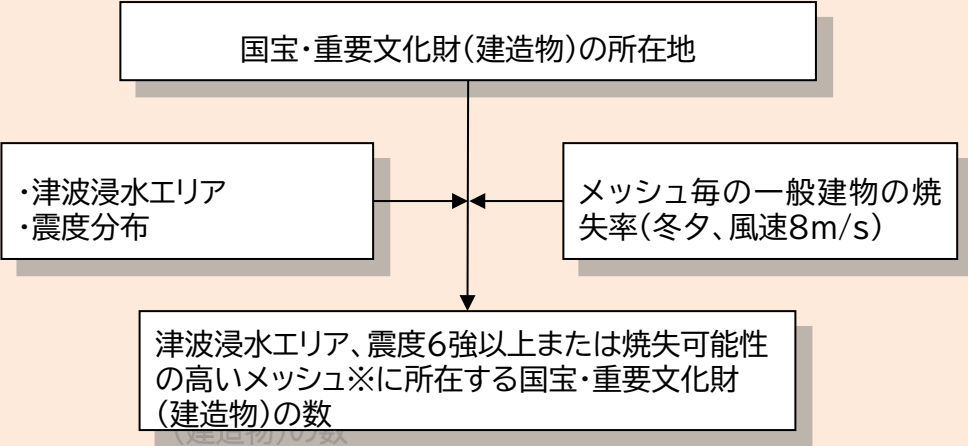 国宝・重要文化財(建造物)の所在地
・津波浸水エリア
・震度分布
メッシュ毎の一般建物の焼
失率(冬夕、風速8m/s)
津波浸水エリア、震度6強以上または焼失可能性
の高いメッシュ※に所在する国宝・重要文化財
(建造物)の数